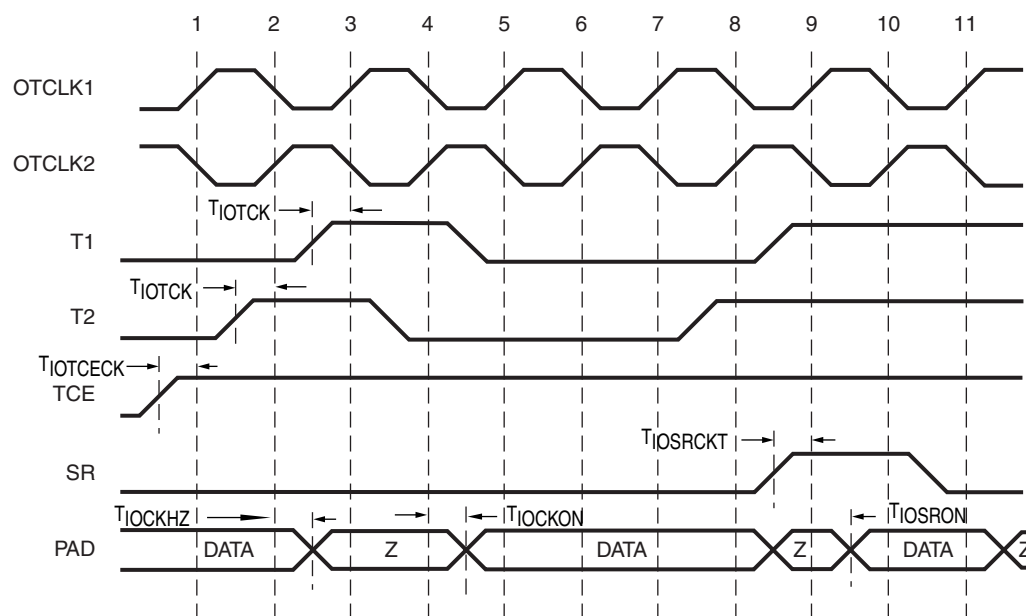 1 2 3 4 5 6 7 8 9 10 11
OTCLK1
OTCLK2
TIOTCK
T1
TIOTCK
T2
TIOTCECK
TCE
TIOSRCKT
SR
TIOCKHZ TIOCKON TIOSRON
PAD DATA Z DATA Z DATA Z